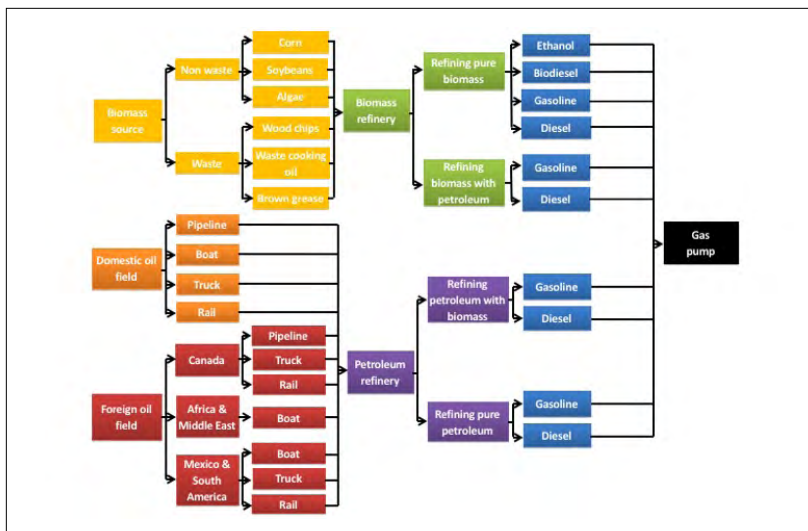 Biomass
source
Non waste
Waste
Corn
Soybeans
Algae
Wood chips
Waste cooking
oil
Brown grease
Biomass
refinery
Refining pure
biomass
Refining
biomass with
petroleum
Ethanol
Biodiesel
Gasoline
Diesel
Gasoline
Diesel
Domestic oil
field
Pipeline
Boat
Truck
Rail
Foreign oil
field
Canada
Africa &
Middle East
Mexico &
South
America
Pipeline
Truck
Rail
Boat
Boat
Truck
Rail
Petroleum
refinery
Refining
petroleum with
biomass
Refining pure
petroleum
Gasoline
Diesel
Gasoline
Diesel
Gas
pump